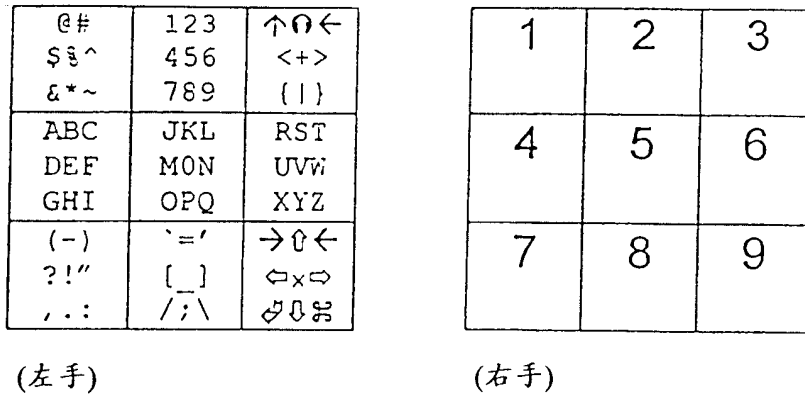 @# 123 ↑∩←
$%^ 456 <+>
&*~ 789 {|}
ABC JKL RST
DEF M0N UVW
GHI OPQ XYZ
(-) `=′ →⇧←
?!″ [_] ⇦x⇨
,.: /;\ ⇩⌘
(左手)
1 2 3
4 5 6
7 8 9
(右手)